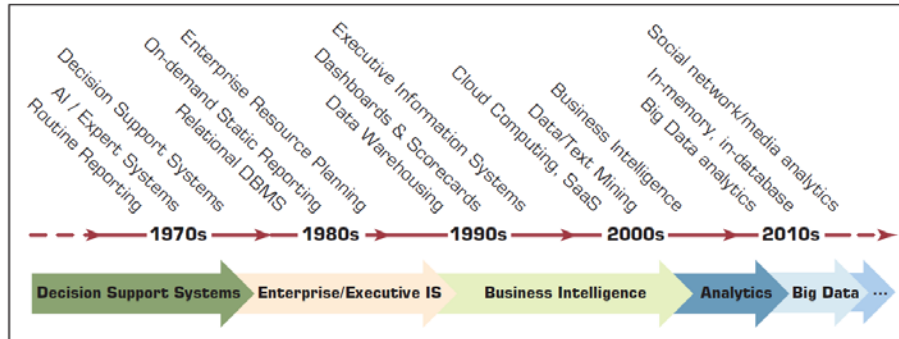 Routine Reporting
AI / Expert Systems
Decision Support Systems
Relational DBMS
On-demand Static Reporting
Enterprise Resource Planning
Data Warehousing
Dashboards & Scorecards
Executive Information Systems
Cloud Computing, SaaS
Data/Text Mining
Business Intelligence
Big Data analytics
In-memory, in-database
Social network/media analytics
1970s
1980s
1990s
2000s
2010s
Decision Support Systems
Enterprise/Executive IS
Business Intelligence
Analytics
Big Data
...